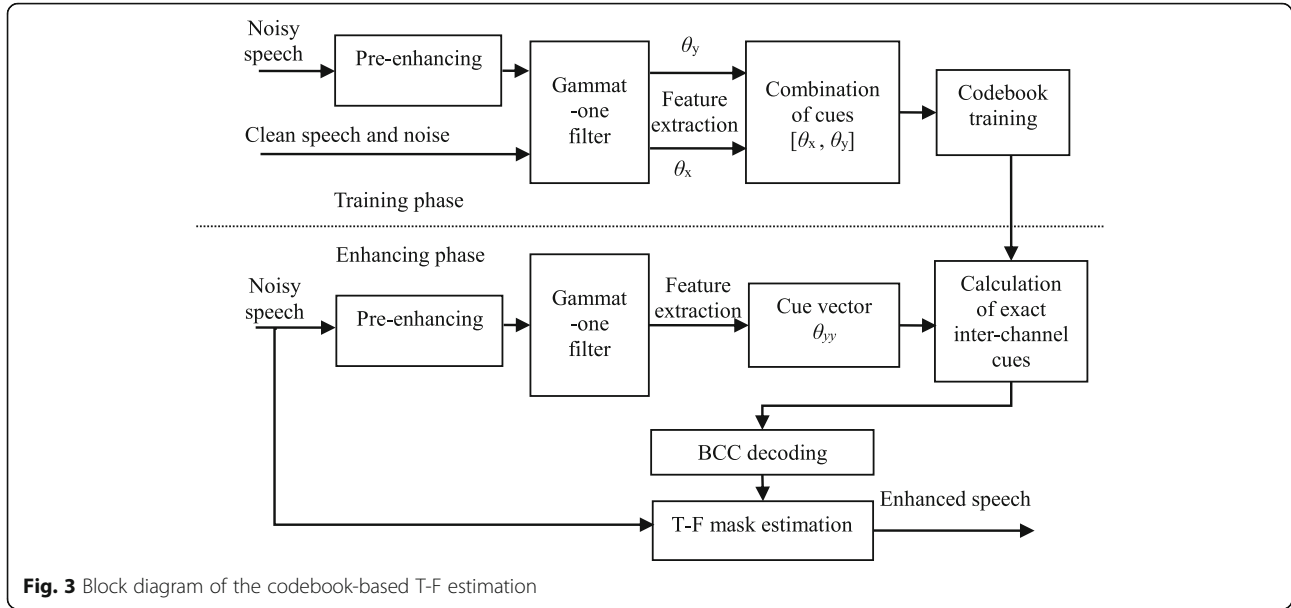 Noisy
speech
Pre-enhancing
Clean speech and noise
Gammat
-one
filter
θy
Feature
extraction
θx
Combination
of cues
[θx , θy]
Codebook
training
Training phase
Enhancing phase
Noisy
speech
Pre-enhancing
Gammat
-one
filter
Feature
extraction
Cue vector
θyy
Calculation
of exact
inter-channel
cues
BCC decoding
T-F mask estimation
Enhanced speech
Fig. 3 Block diagram of the codebook-based T-F estimation